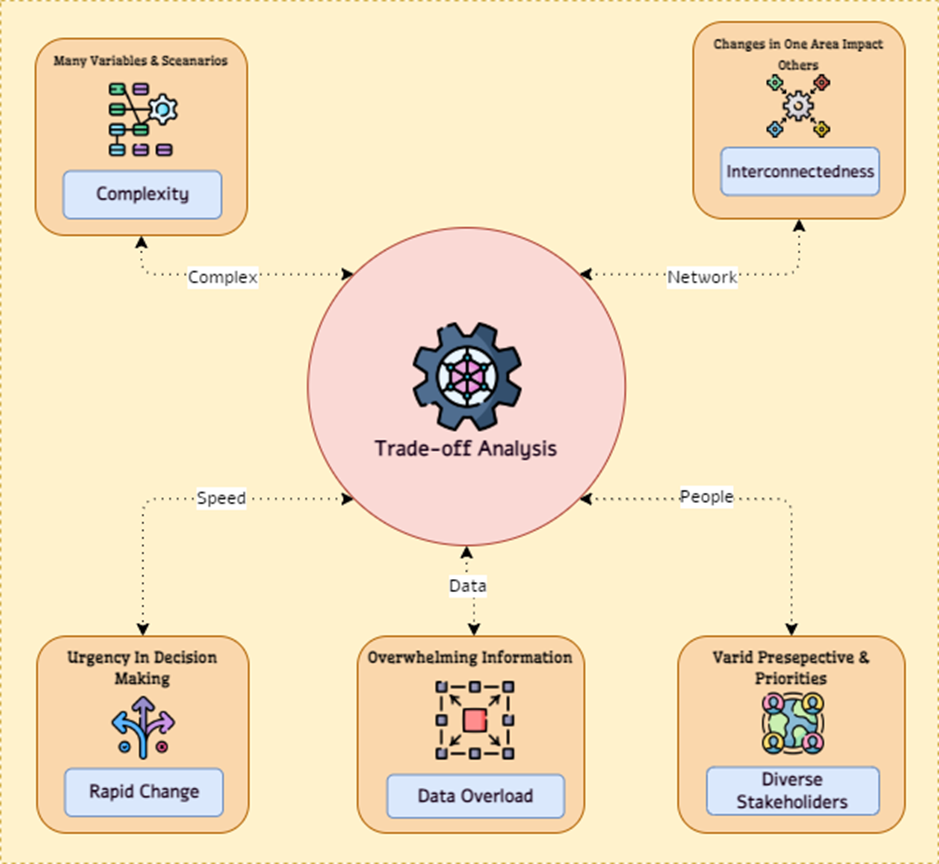 Many Variables & Sceanarios
Complexity
Changes in One Area Impact
Others
Interconnectedness
Complex
Network
Trade-off Analysis
Speed
People
Data
Urgency In Decision
Making
Rapid Change
Overwhelming Information
Data Overload
Varid Presepective &
Priorities
Diverse
Stakeholiders